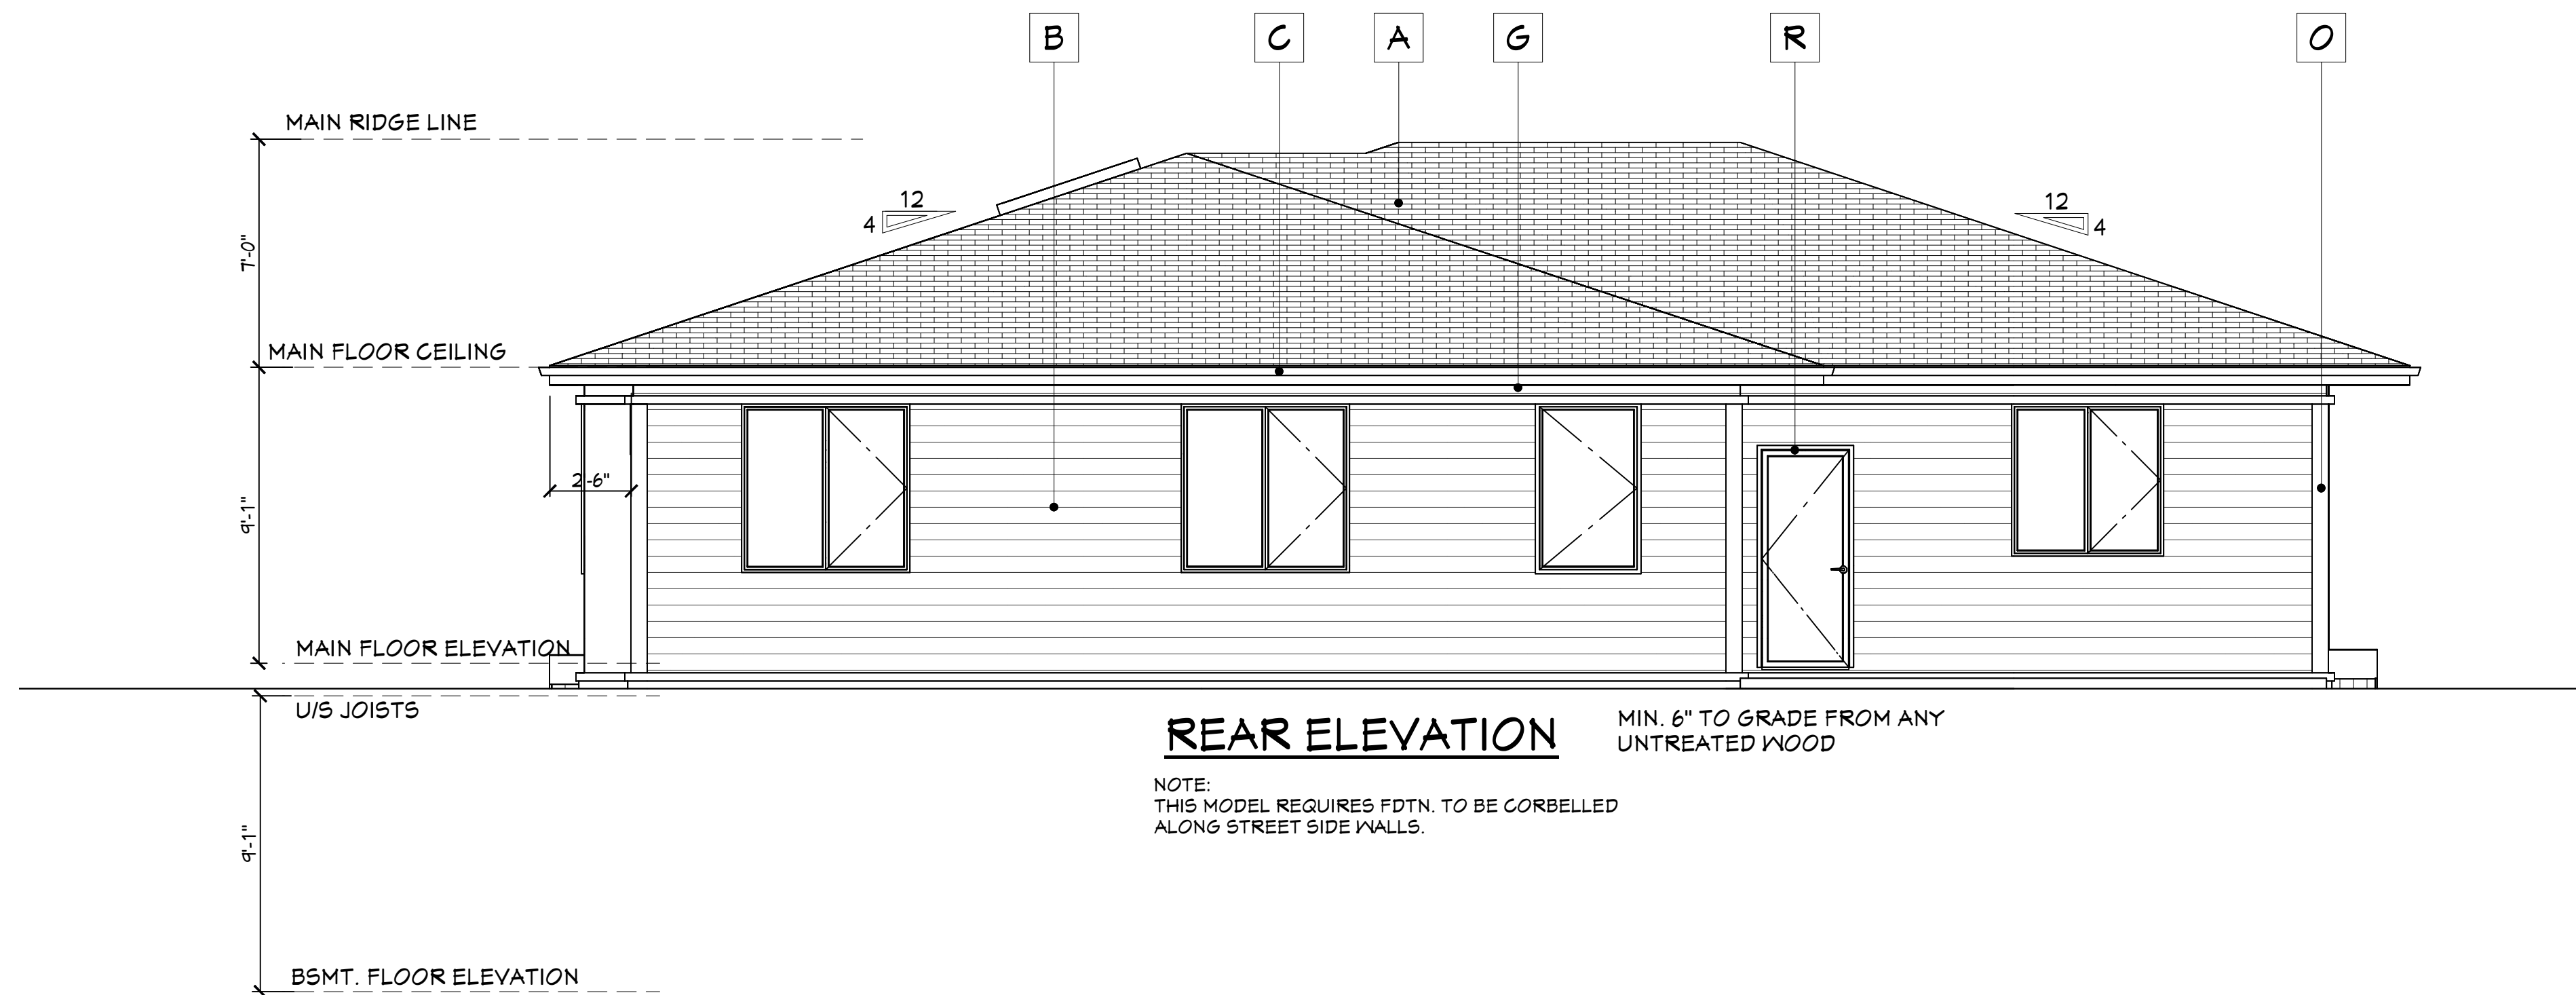 B
C
A
G
R
O
MAIN RIDGE LINE
12
4
12
4
7'-0"
MAIN FLOOR CEILING
2'-6"
9'-1"
MAIN FLOOR ELEVATION
U/S JOISTS
REAR ELEVATION
MIN. 6" TO GRADE FROM ANY
UNTREATED WOOD
NOTE:
THIS MODEL REQUIRES FDTN. TO BE CORBELLED
ALONG STREET SIDE WALLS.
9'-1"
BSMT. FLOOR ELEVATION